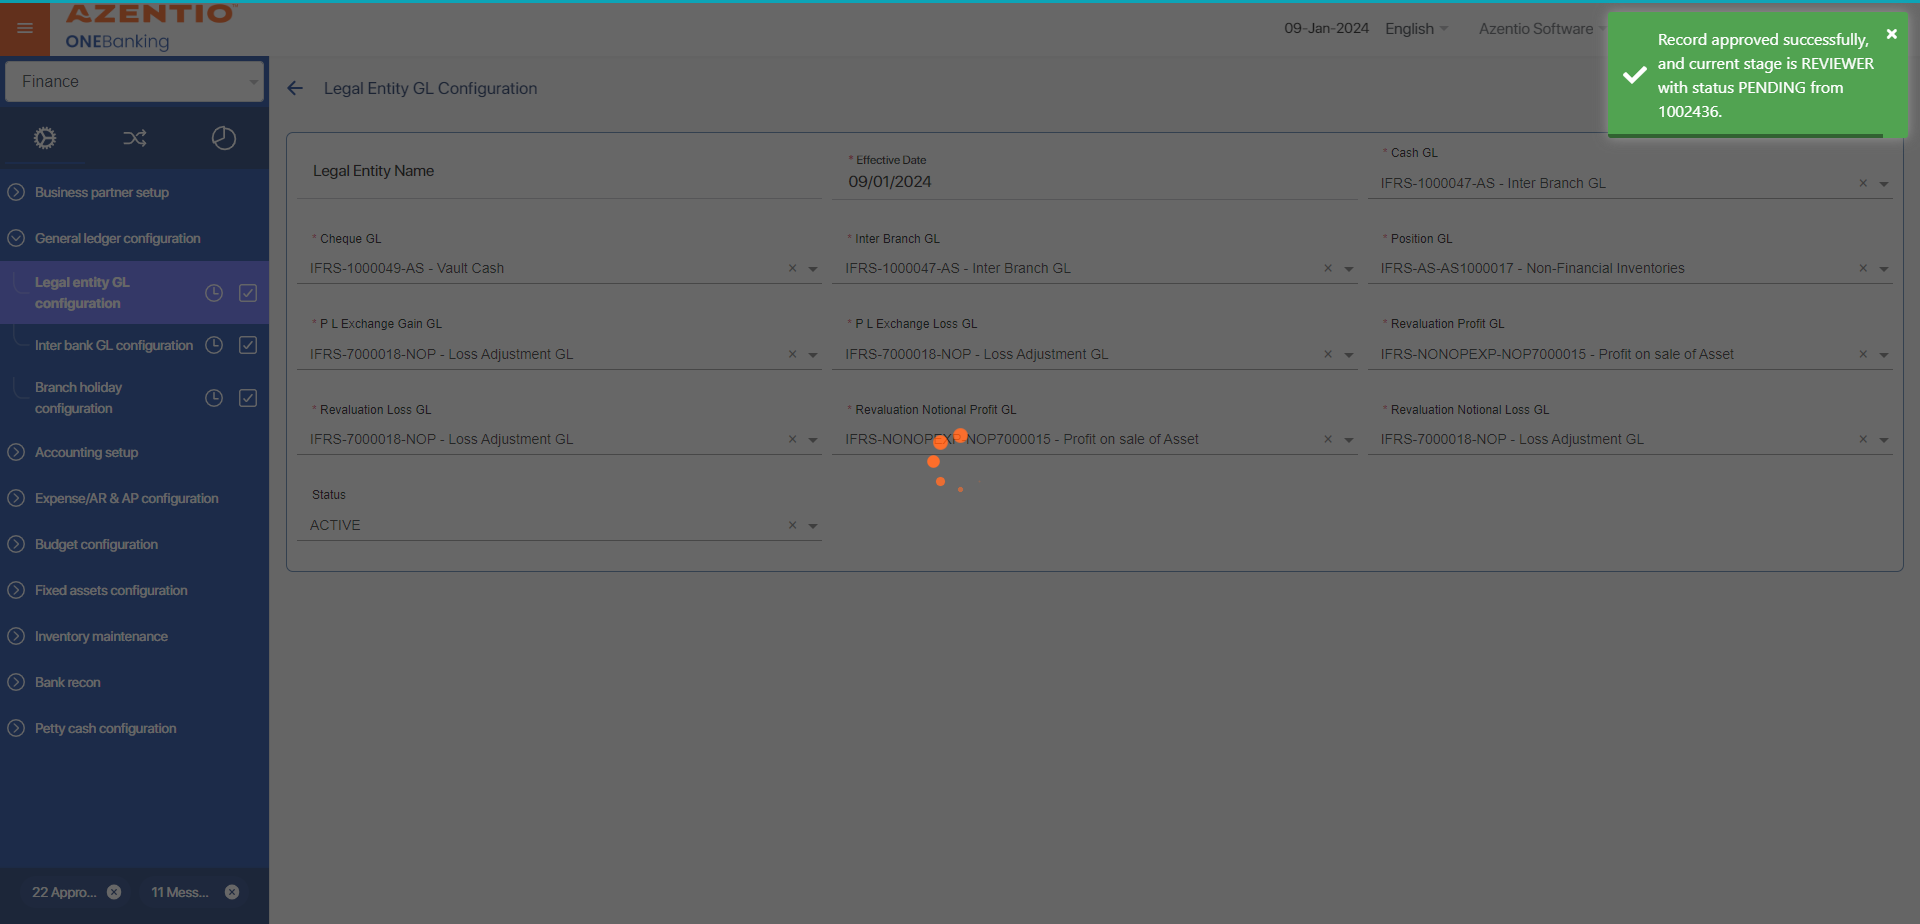 AZENTIO
ONEBanking
09-Jan-2024
English
Azentio Software
Record approved successfully,
and current stage is REVIEWER
with status PENDING from
1002436.
Finance
Legal Entity GL Configuration
Business partner setup
General ledger configuration
Legal entity GL
configuration
Inter bank GL configuration
Branch holiday
configuration
Accounting setup
Expense/AR & AP configuration
Budget configuration
Fixed assets configuration
Inventory maintenance
Bank recon
Petty cash configuration
22 Appro...
11 Mess...
Legal Entity Name
* Effective Date
09/01/2024
* Cash GL
IFRS-1000047-AS - Inter Branch GL
* Cheque GL
IFRS-1000049-AS - Vault Cash
* Inter Branch GL
IFRS-1000047-AS - Inter Branch GL
* Position GL
IFRS-AS-AS1000017 - Non-Financial Inventories
* P L Exchange Gain GL
IFRS-7000018-NOP - Loss Adjustment GL
* P L Exchange Loss GL
IFRS-7000018-NOP - Loss Adjustment GL
* Revaluation Profit GL
IFRS-NONOPEXP-NOP7000015 - Profit on sale of Asset
* Revaluation Loss GL
IFRS-7000018-NOP - Loss Adjustment GL
* Revaluation Notional Profit GL
IFRS-NONOPEXP-NOP7000015 - Profit on sale of Asset
* Revaluation Notional Loss GL
IFRS-7000018-NOP - Loss Adjustment GL
Status
ACTIVE